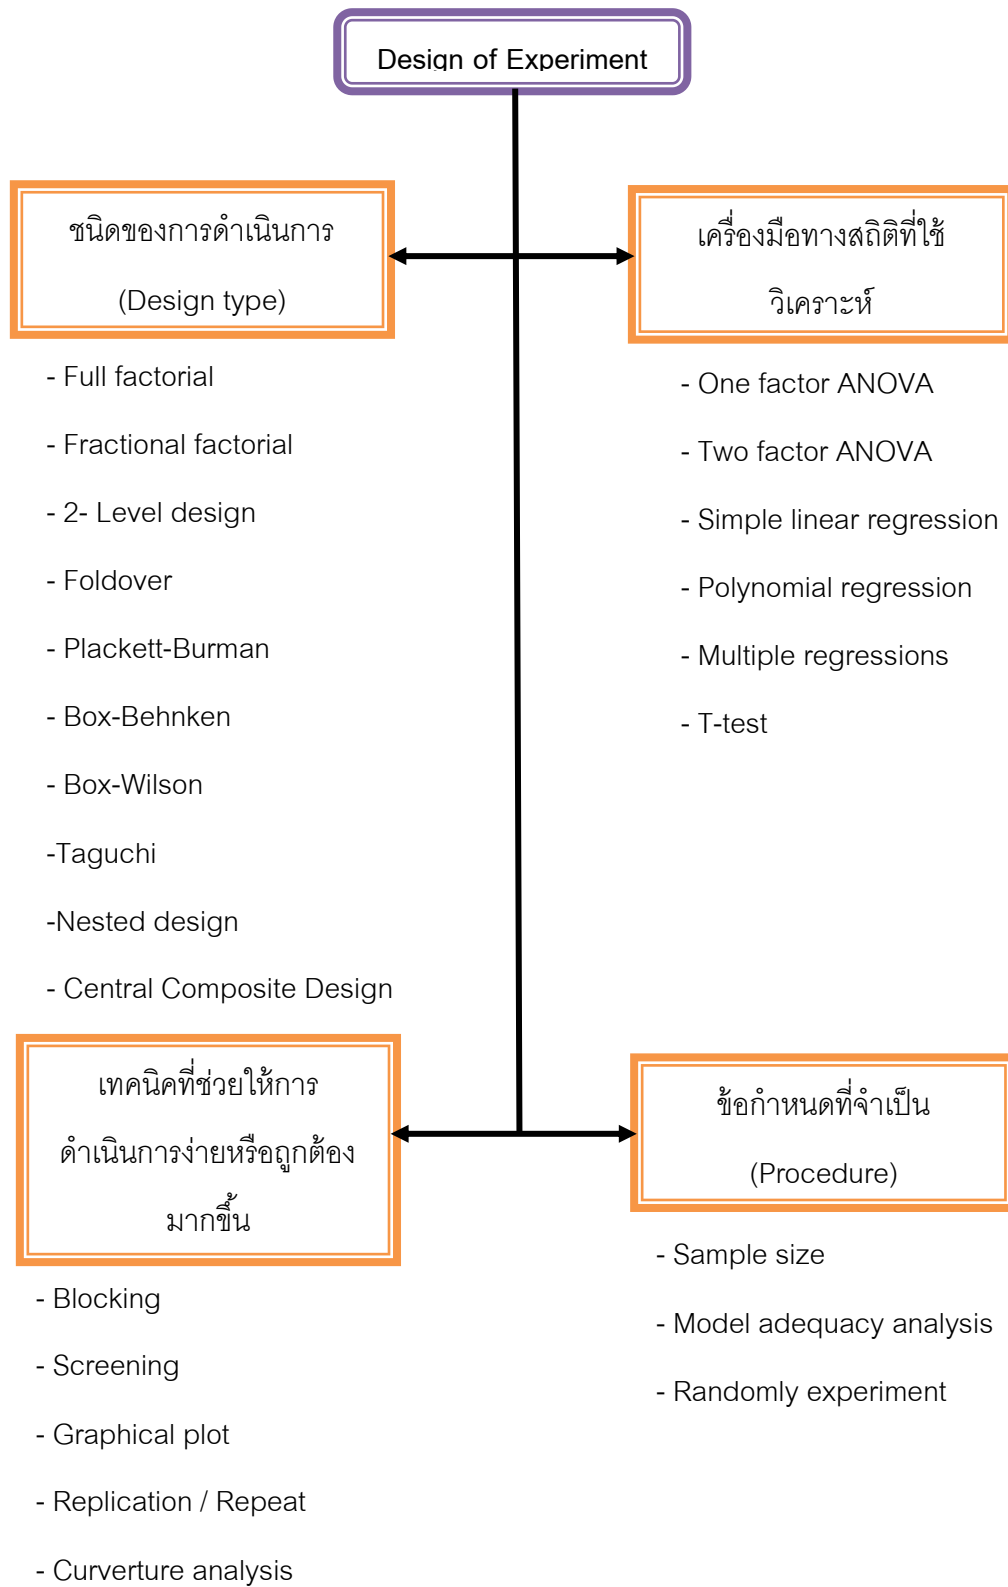 Design of Experiment
ชนิดของการดำเนินการ
(Design type)
- Full factorial
- Fractional factorial
- 2- Level design
- Foldover
- Plackett-Burman
- Box-Behnken
- Box-Wilson
-Taguchi
-Nested design
- Central Composite Design
เครื่องมือทางสถิติที่ใช้
วิเคราะห์
- One factor ANOVA
- Two factor ANOVA
- Simple linear regression
- Polynomial regression
- Multiple regressions
- T-test
เทคนิคที่ช่วยให้การ
ดำเนินการง่ายหรือถูกต้อง
มากขึ้น
- Blocking
- Screening
- Graphical plot
- Replication / Repeat
- Curverture analysis
ข้อกำหนดที่จำเป็น
(Procedure)
- Sample size
- Model adequacy analysis
- Randomly experiment